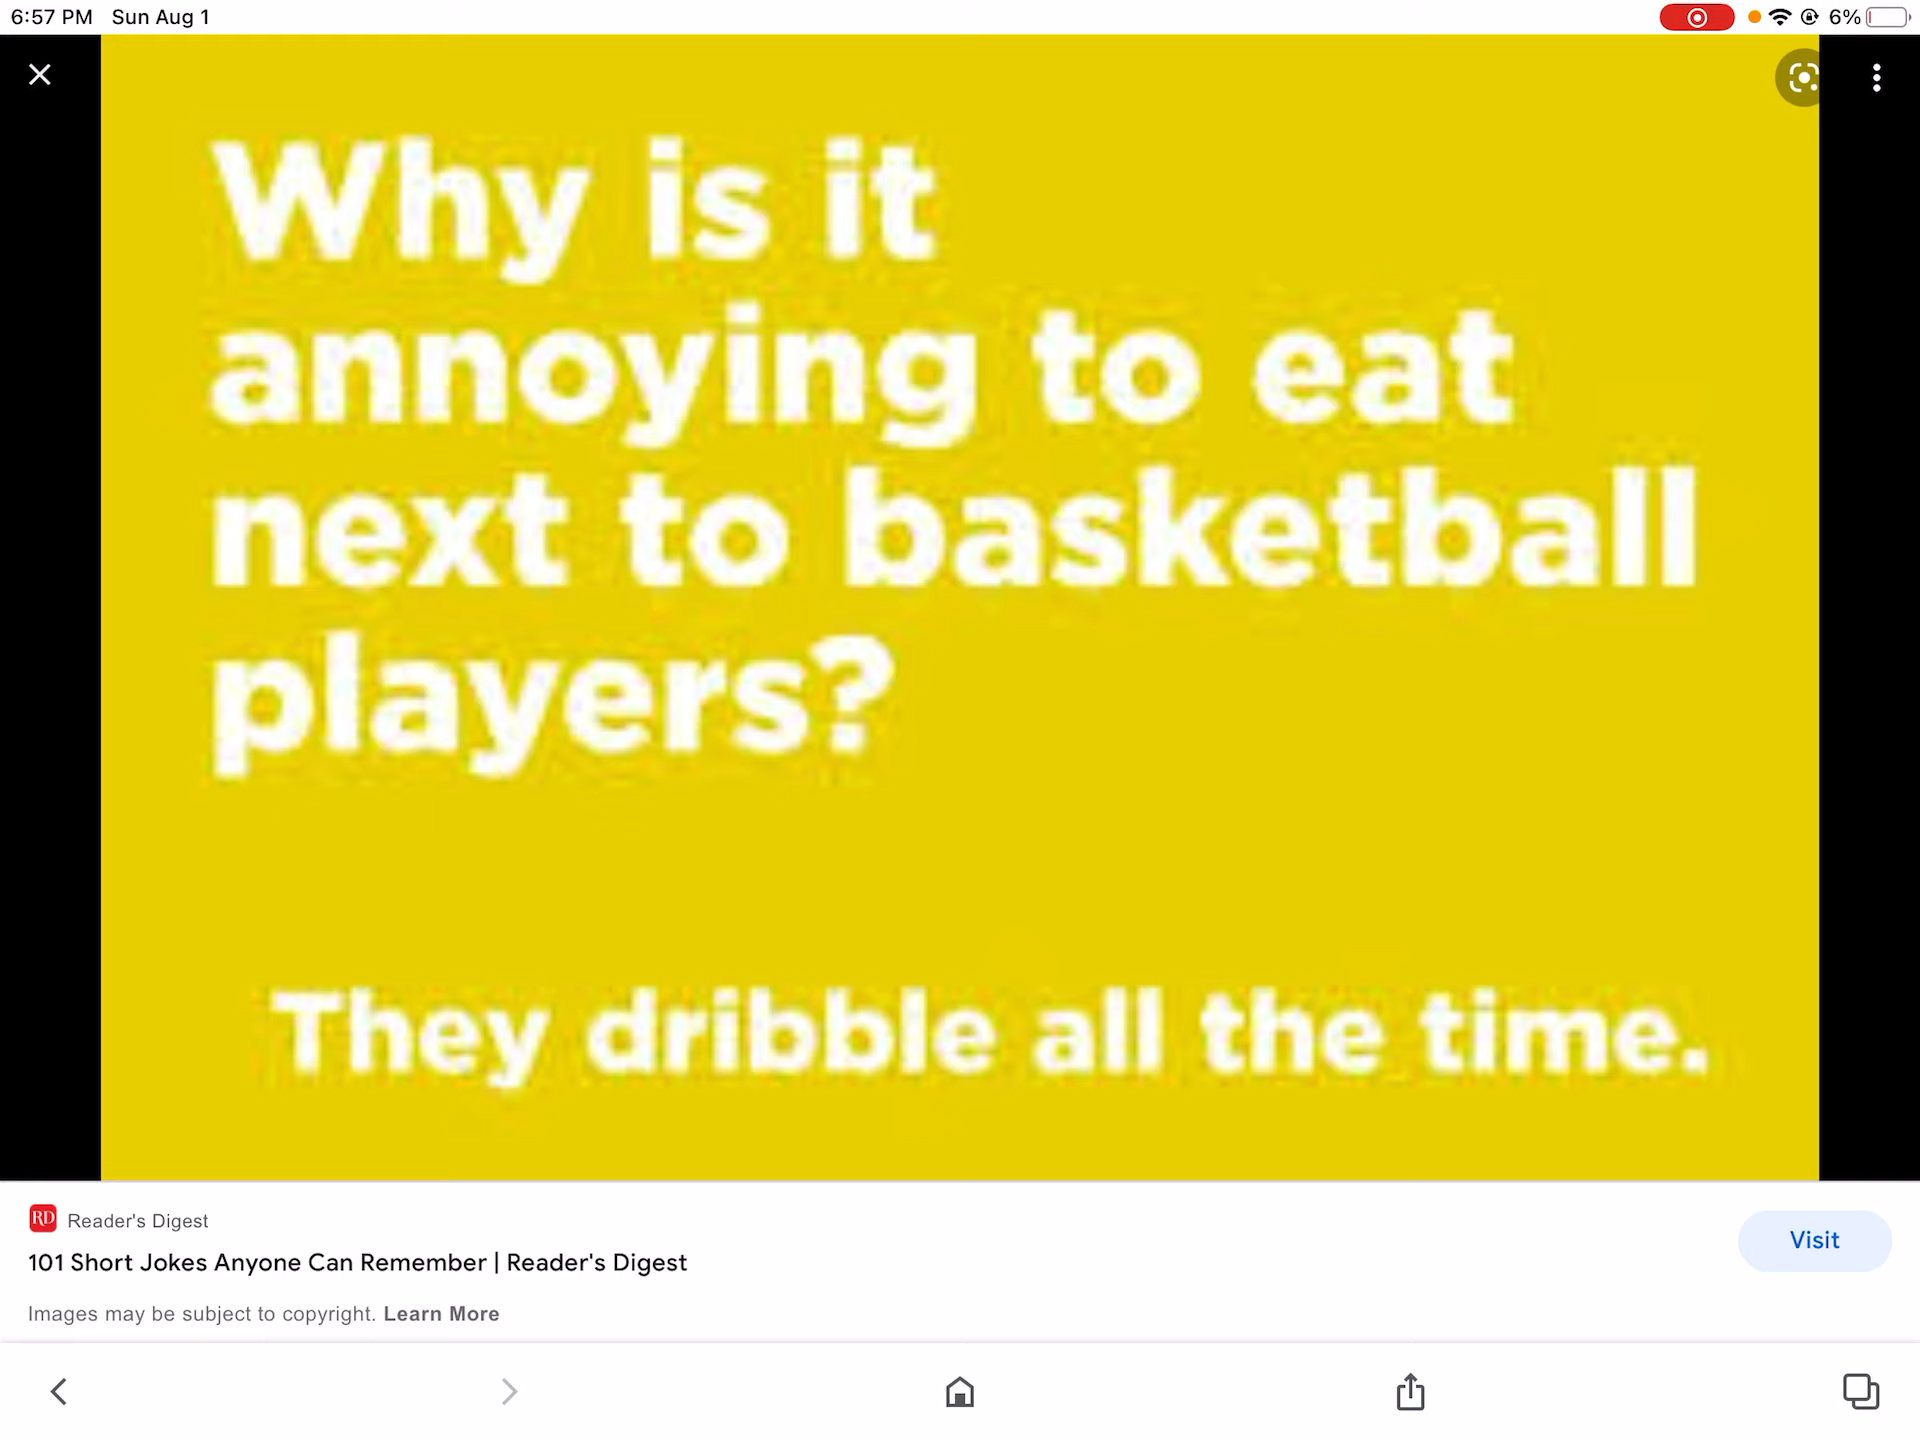 6:57 PM Sun Aug 1 6%
Why is it
annoying to eat
next to basketball
players?
They dribble all the time.
RD Reader's Digest
101 Short Jokes Anyone Can Remember | Reader's Digest
Visit
Images may be subject to copyright. Learn More